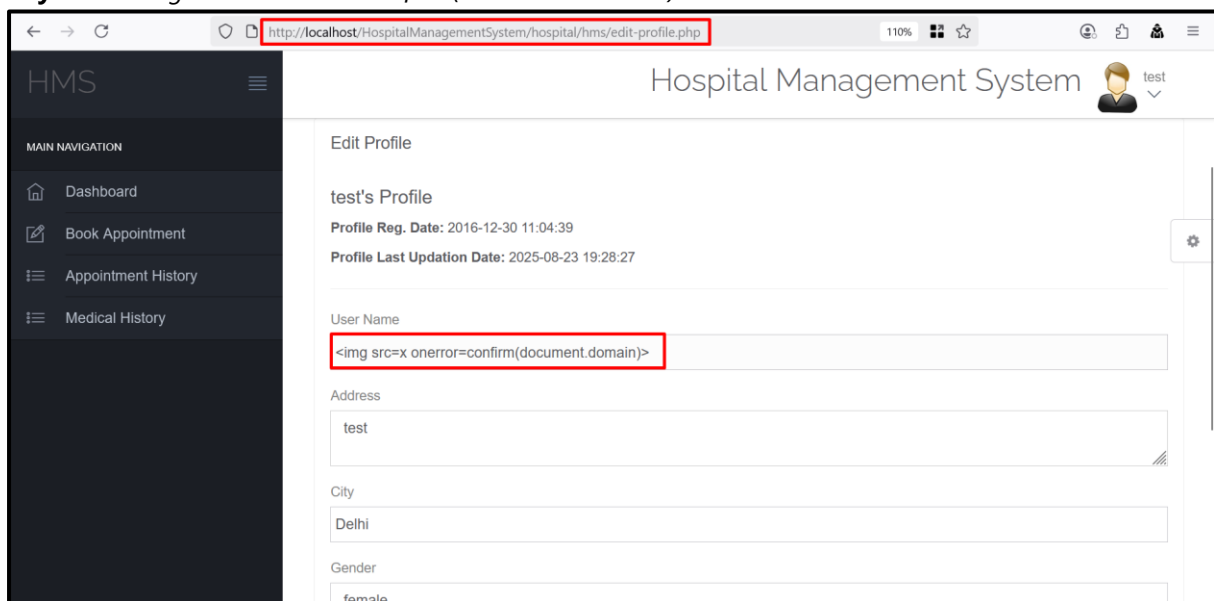 http://localhost/HospitalManagementSystem/hospital/hms/edit-profile.php
110%
HMS
Hospital Management System
test
MAIN NAVIGATION
Dashboard
Book Appointment
Appointment History
Medical History
Edit Profile
test's Profile
Profile Reg. Date: 2016-12-30 11:04:39
Profile Last Updation Date: 2025-08-23 19:28:27
User Name
<img src=x onerror=confirm(document.domain)>
Address
test
City
Delhi
Gender
female